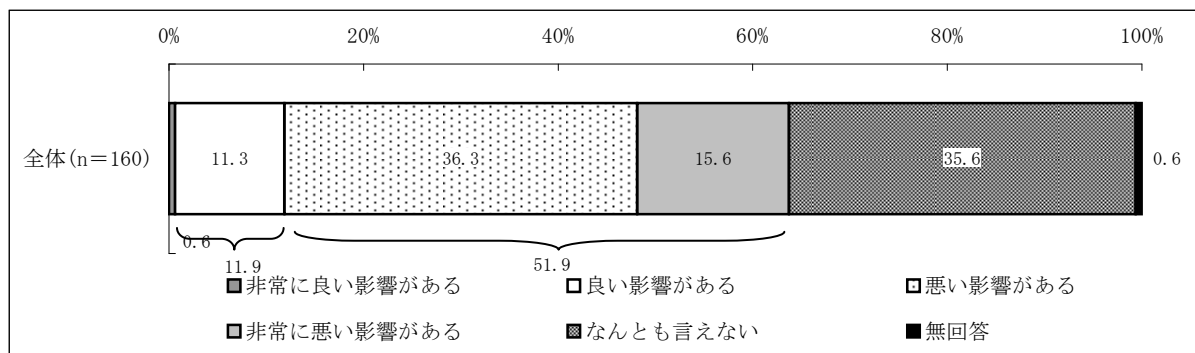 0% 20% 40% 60% 80% 100%
全体(n=160) 11.3 36.3 15.6 35.6 0.6
0.6
11.9 51.9
非常に良い影響がある 良い影響がある 悪い影響がある
非常に悪い影響がある なんとも言えない 無回答